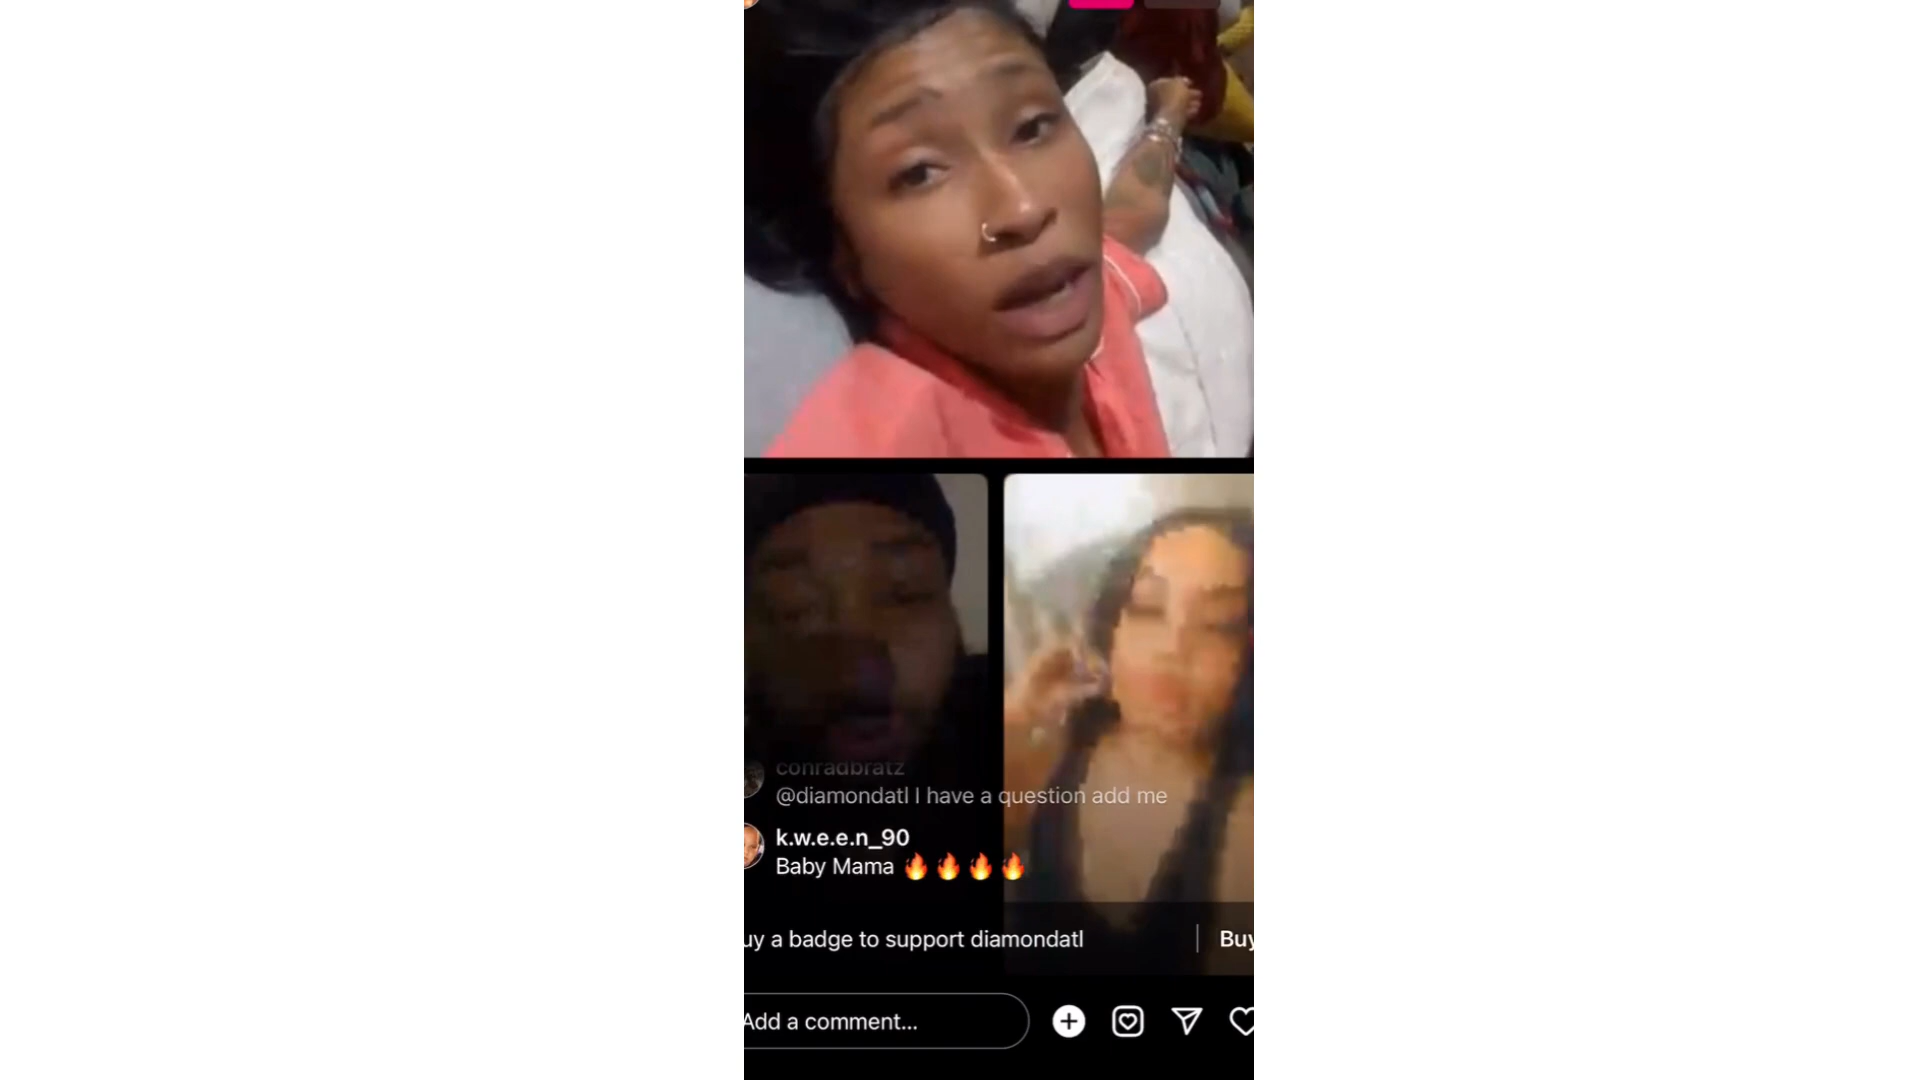 conradbratz
@diamondatl I have a question add me
k.w.e.e.n_90
Baby Mama 🔥🔥🔥🔥
uy a badge to support diamondatl
Buy
Add a comment...